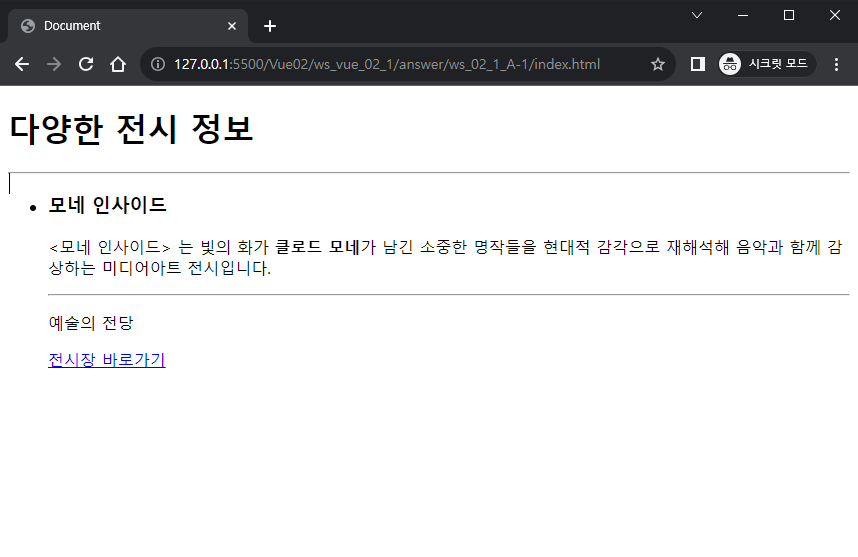 Document
127.0.0.1:5500/Vue02/ws_vue_02_1/answer/ws_02_1_A-1/index.html
시크릿 모드
다양한 전시 정보
모네 인사이드
<모네 인사이드> 는 빛의 화가 클로드 모네가 남긴 소중한 명작들을 현대적 감각으로 재해석해 음악과 함께 감
상하는 미디어아트 전시입니다.
예술의 전당
전시장 바로가기